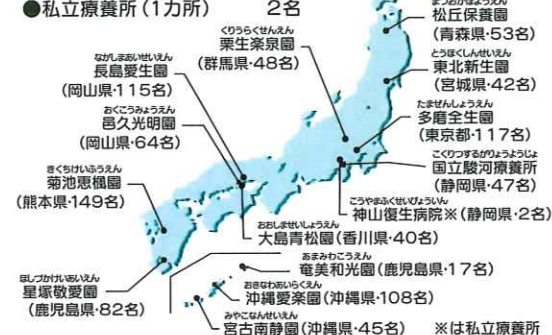 ●私立療養所(1カ所) 2名
まつおかほようえん
松丘保養園
(青森県・53名)
とうほくしんせいえん
東北新生園
(宮城県・42名)
くりうらくせんえん
栗生楽泉園
(群馬県・48名)
たまぜんしょうえん
多磨全生園
(東京都・117名)
こくりつするがりょうようじょ
国立駿河療養所
(静岡県・47名)
こうやまふくせいびょういん
神山復生病院※(静岡県・2名)
ながしまあいせいえん
長島愛生園
(岡山県・115名)
おくこうみょうえん
邑久光明園
(岡山県・64名)
おおしませいしょうえん
大島青松園(香川県・40名)
きくちけいふうえん
菊池恵楓園
(熊本県・149名)
ほしづかけいあいえん
星塚敬愛園
(鹿児島県・82名)
あまみわこうえん
奄美和光園(鹿児島県・17名)
おきなわあいらくえん
沖縄愛楽園(沖縄県・108名)
みやこなんせいえん
宮古南静園(沖縄県・45名)
※は私立療養所